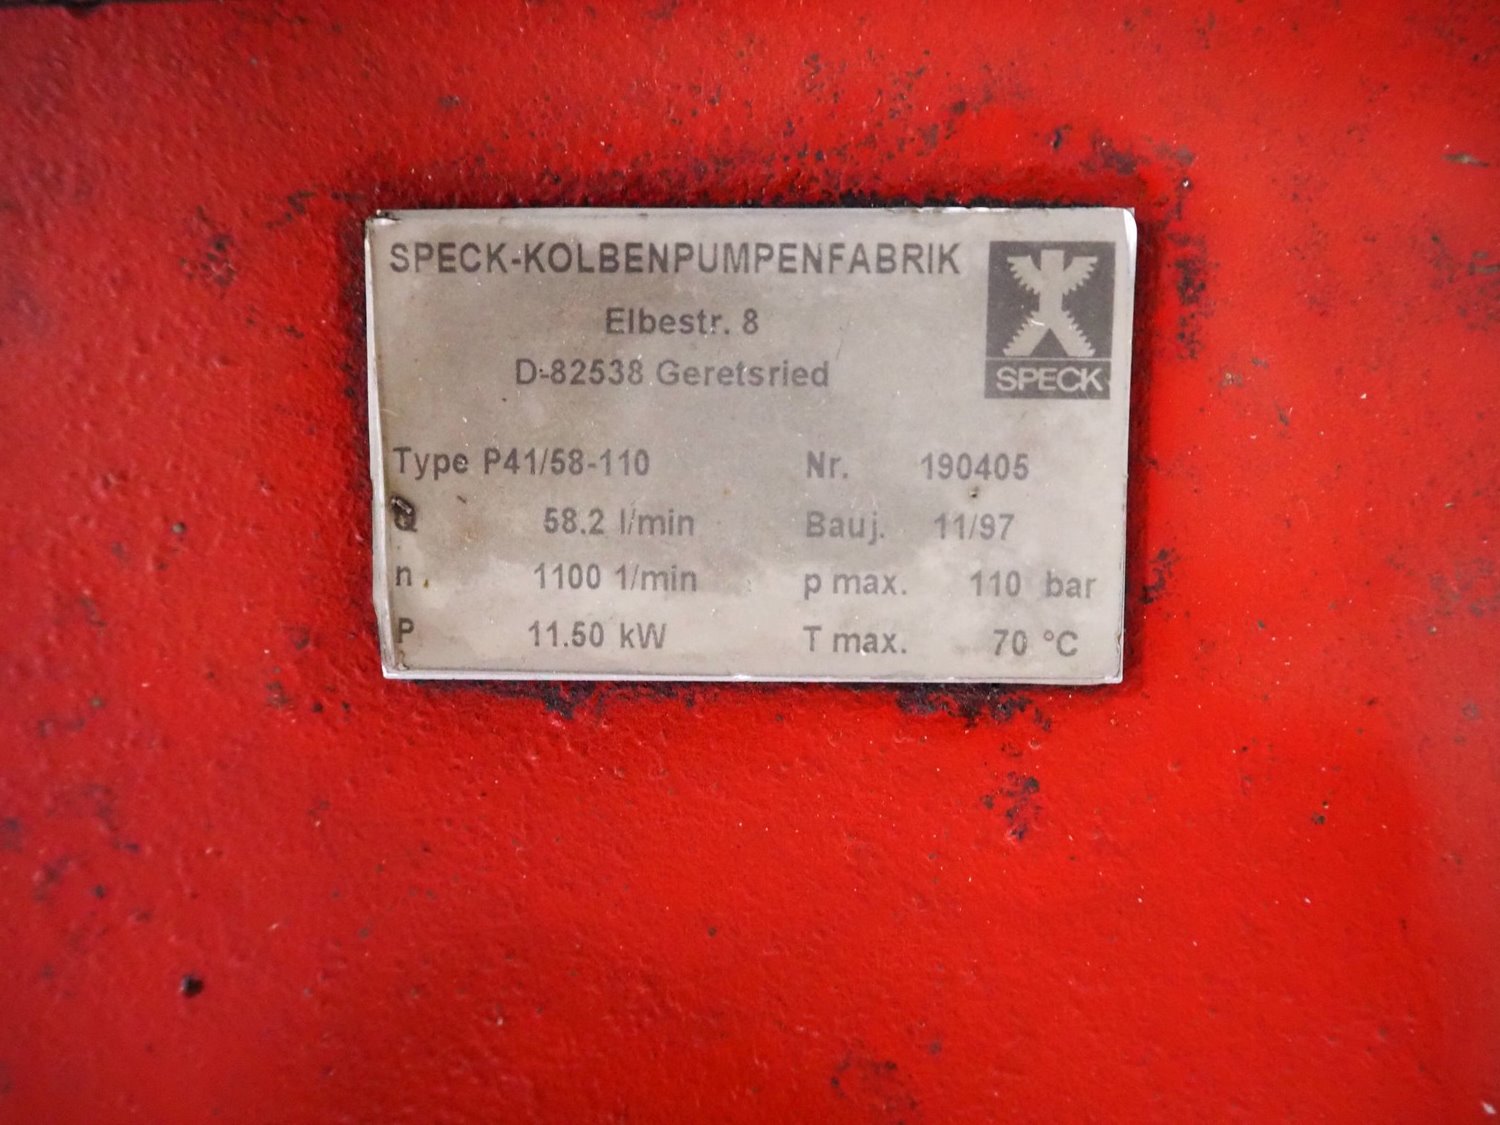 SPECK-KOLBENPUMPENFABRIK
Elbestr. 8
D-82538 Geretsried
SPECK
Type P41/58-110 Nr. 190405
Q 58.2 l/min Bauj. 11/97
n 1100 1/min p max. 110 bar
P 11.50 kW T max. 70 °C